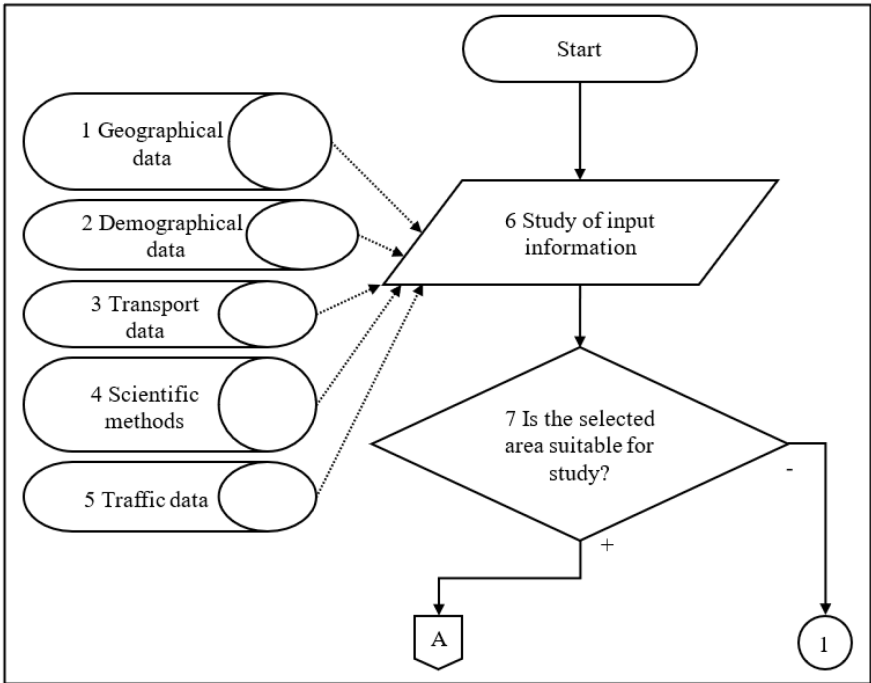 Start
1 Geographical
data
2 Demographical
data
3 Transport
data
4 Scientific
methods
5 Traffic data
6 Study of input
information
7 Is the selected
area suitable for
study?
-
+
A
1